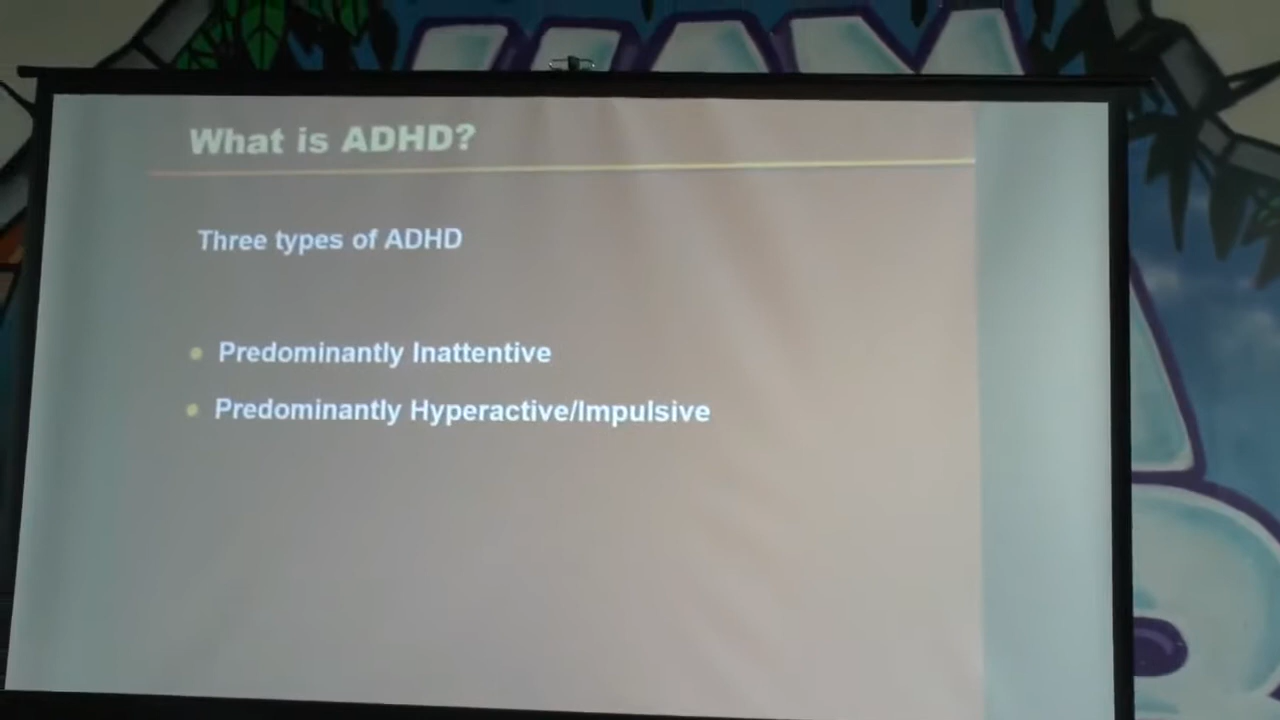 What is ADHD?
Three types of ADHD
Predominantly Inattentive
Predominantly Hyperactive/Impulsive